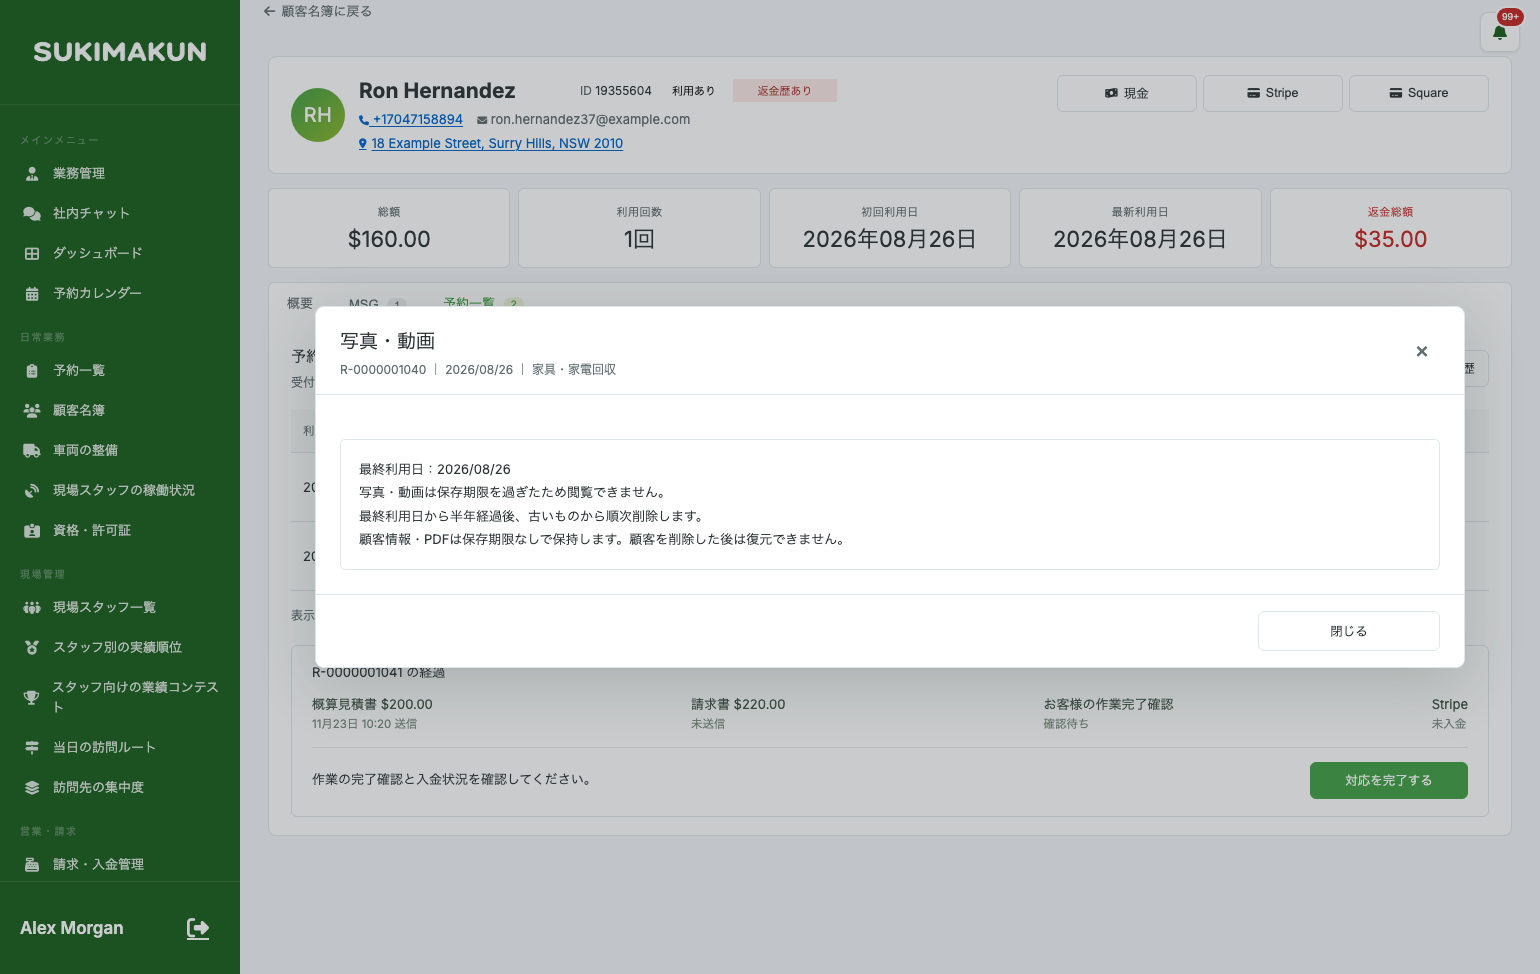 SUKIMAKUN
メインメニュー
業務管理
社内チャット
ダッシュボード
予約カレンダー
日常業務
予約一覧
顧客名簿
車両の整備
現場スタッフの稼働状況
資格・許可証
現場管理
現場スタッフ一覧
スタッフ別の実績順位
スタッフ向けの業績コンテスト
当日の訪問ルート
訪問先の集中度
営業・請求
請求・入金管理
Alex Morgan
← 顧客名簿に戻る
99+
RH
Ron Hernandez ID 19355604 利用あり 返金歴あり
+17047158894 ron.hernandez37@example.com
18 Example Street, Surry Hills, NSW 2010
現金 Stripe Square
総額 利用回数 初回利用日 最新利用日 返金総額
$160.00 1回 2026年08月26日 2026年08月26日 $35.00
概要 MSG 1 予約一覧 2
写真・動画
R-0000001040 | 2026/08/26 | 家具・家電回収
×
最終利用日：2026/08/26
写真・動画は保存期限を過ぎたため閲覧できません。
最終利用日から半年経過後、古いものから順次削除します。
顧客情報・PDFは保存期限なしで保持します。顧客を削除した後は復元できません。
閉じる
予約
受付
歴
利
20
20
表示
R-0000001041 の経過
概算見積書 $200.00 請求書 $220.00 お客様の作業完了確認 Stripe
11月23日 10:20 送信 未送信 確認待ち 未入金
作業の完了確認と入金状況を確認してください。
対応を完了する